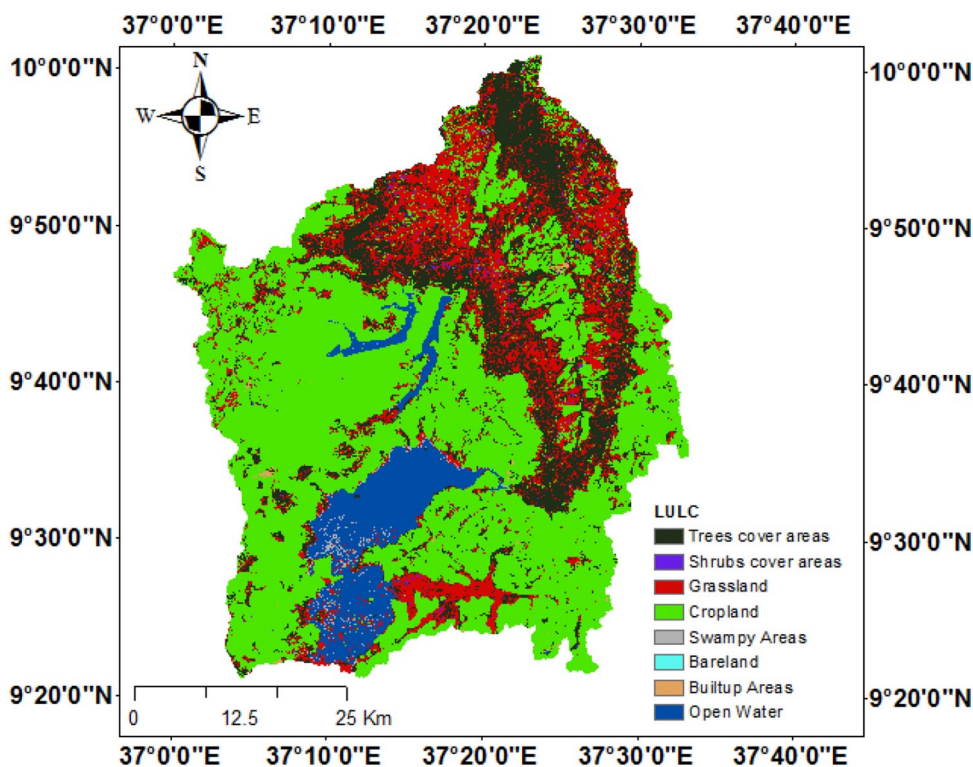 37°0'0"E 37°10'0"E 37°20'0"E 37°30'0"E 37°40'0"E
10°0'0"N 10°0'0"N
N
W E
S
9°50'0"N 9°50'0"N
9°40'0"N 9°40'0"N
9°30'0"N 9°30'0"N
LULC
Trees cover areas
Shrubs cover areas
Grassland
Cropland
Swampy Areas
Bareland
Builtup Areas
Open Water
9°20'0"N 9°20'0"N
0 12.5 25 Km
37°0'0"E 37°10'0"E 37°20'0"E 37°30'0"E 37°40'0"E